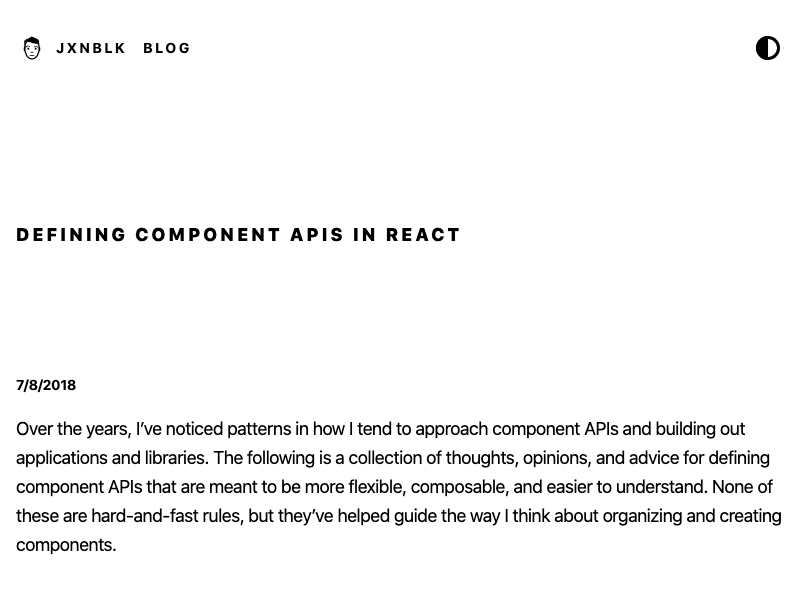 JXNBLK BLOG
DEFINING COMPONENT APIS IN REACT
7/8/2018
Over the years, I’ve noticed patterns in how I tend to approach component APIs and building out
applications and libraries. The following is a collection of thoughts, opinions, and advice for defining
component APIs that are meant to be more flexible, composable, and easier to understand. None of
these are hard-and-fast rules, but they’ve helped guide the way I think about organizing and creating
components.